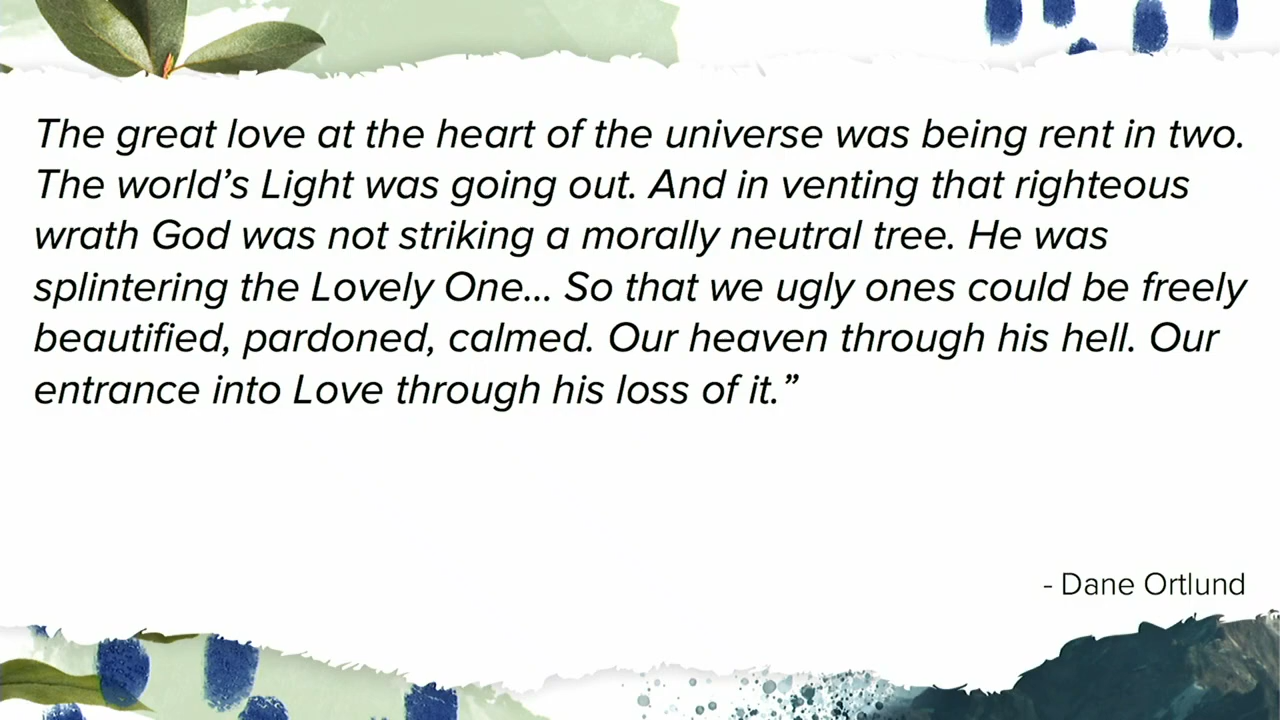 The great love at the heart of the universe was being rent in two.
The world’s Light was going out. And in venting that righteous
wrath God was not striking a morally neutral tree. He was
splintering the Lovely One... So that we ugly ones could be freely
beautified, pardoned, calmed. Our heaven through his hell. Our
entrance into Love through his loss of it.”
- Dane Ortlund